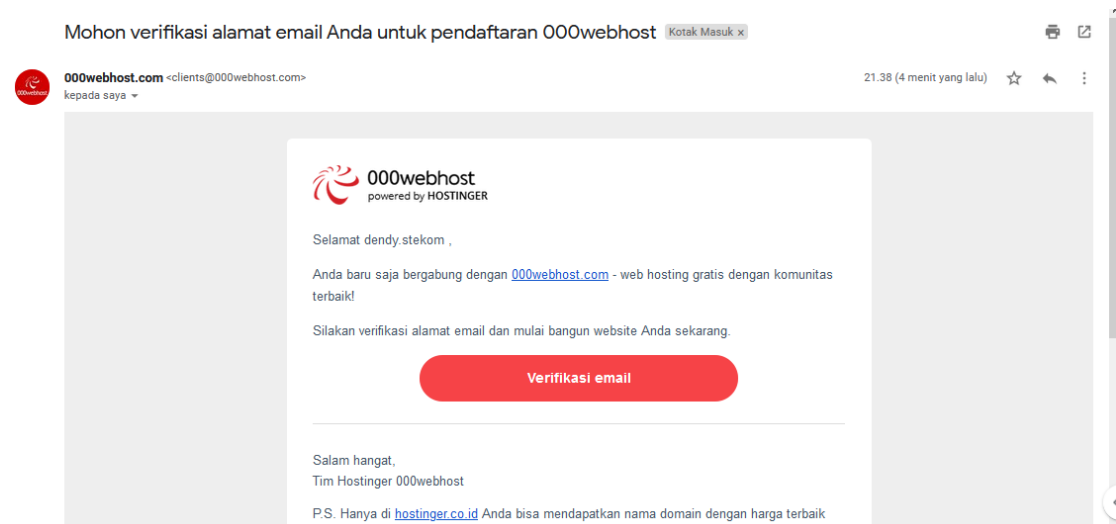 Mohon verifikasi alamat email Anda untuk pendaftaran 000webhost Kotak Masuk x
000webhost.com <clients@000webhost.com>
21.38 (4 menit yang lalu)
kepada saya
000webhost
000webhost
powered by HOSTINGER
Selamat dendy.stekom ,
Anda baru saja bergabung dengan 000webhost.com - web hosting gratis dengan komunitas
terbaik!
Silakan verifikasi alamat email dan mulai bangun website Anda sekarang.
Verifikasi email
Salam hangat,
Tim Hostinger 000webhost
P.S. Hanya di hostinger.co.id Anda bisa mendapatkan nama domain dengan harga terbaik